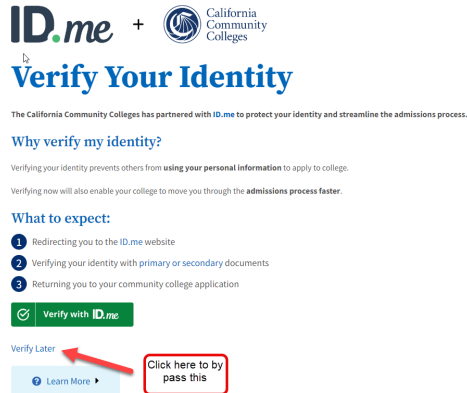 ID.me + California
Community
Colleges
Verify Your Identity
The California Community Colleges has partnered with ID.me to protect your identity and streamline the admissions process.
Why verify my identity?
Verifying your identity prevents others from using your personal information to apply to college.
Verifying now will also enable your college to move you through the admissions process faster.
What to expect:
1 Redirecting you to the ID.me website
2 Verifying your identity with primary or secondary documents
3 Returning you to your community college application
Verify with ID.me
Verify Later
Click here to by
pass this
? Learn More